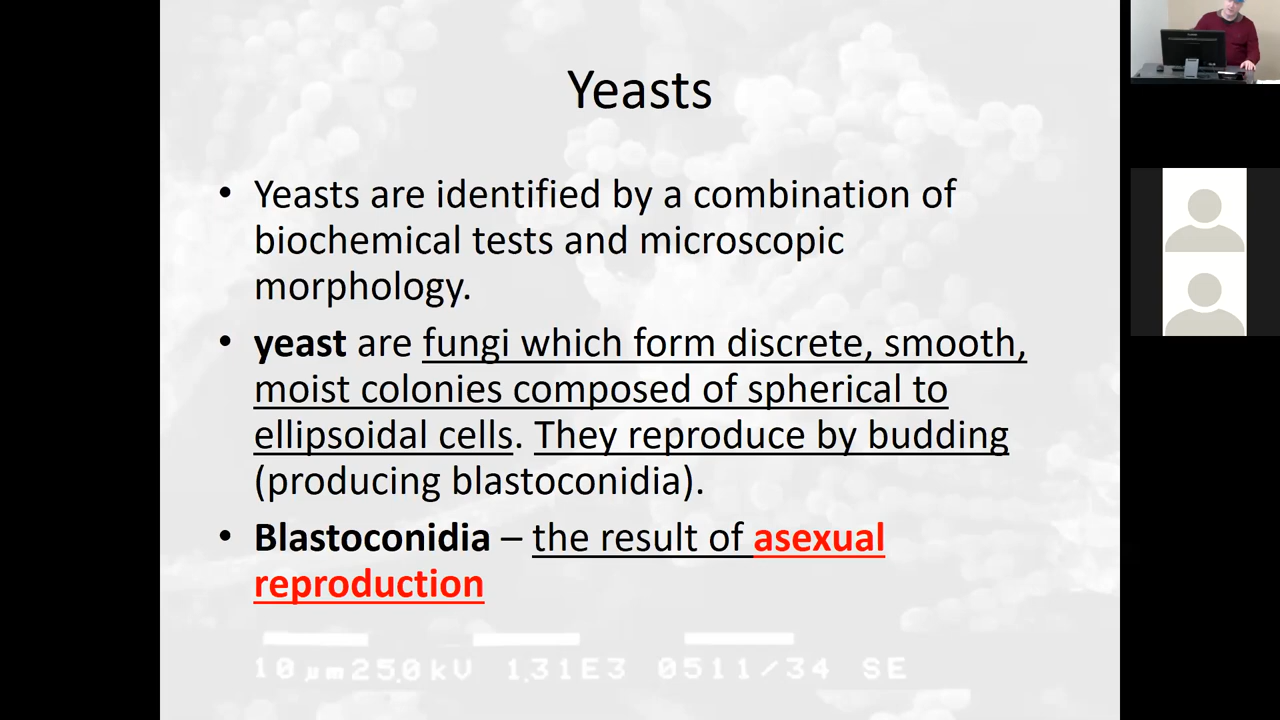 Yeasts
• Yeasts are identified by a combination of
biochemical tests and microscopic
morphology.
• yeast are fungi which form discrete, smooth,
moist colonies composed of spherical to
ellipsoidal cells. They reproduce by budding
(producing blastoconidia).
• Blastoconidia – the result of asexual
reproduction
10µm25.0kV 1.31E3 0511/34 SE